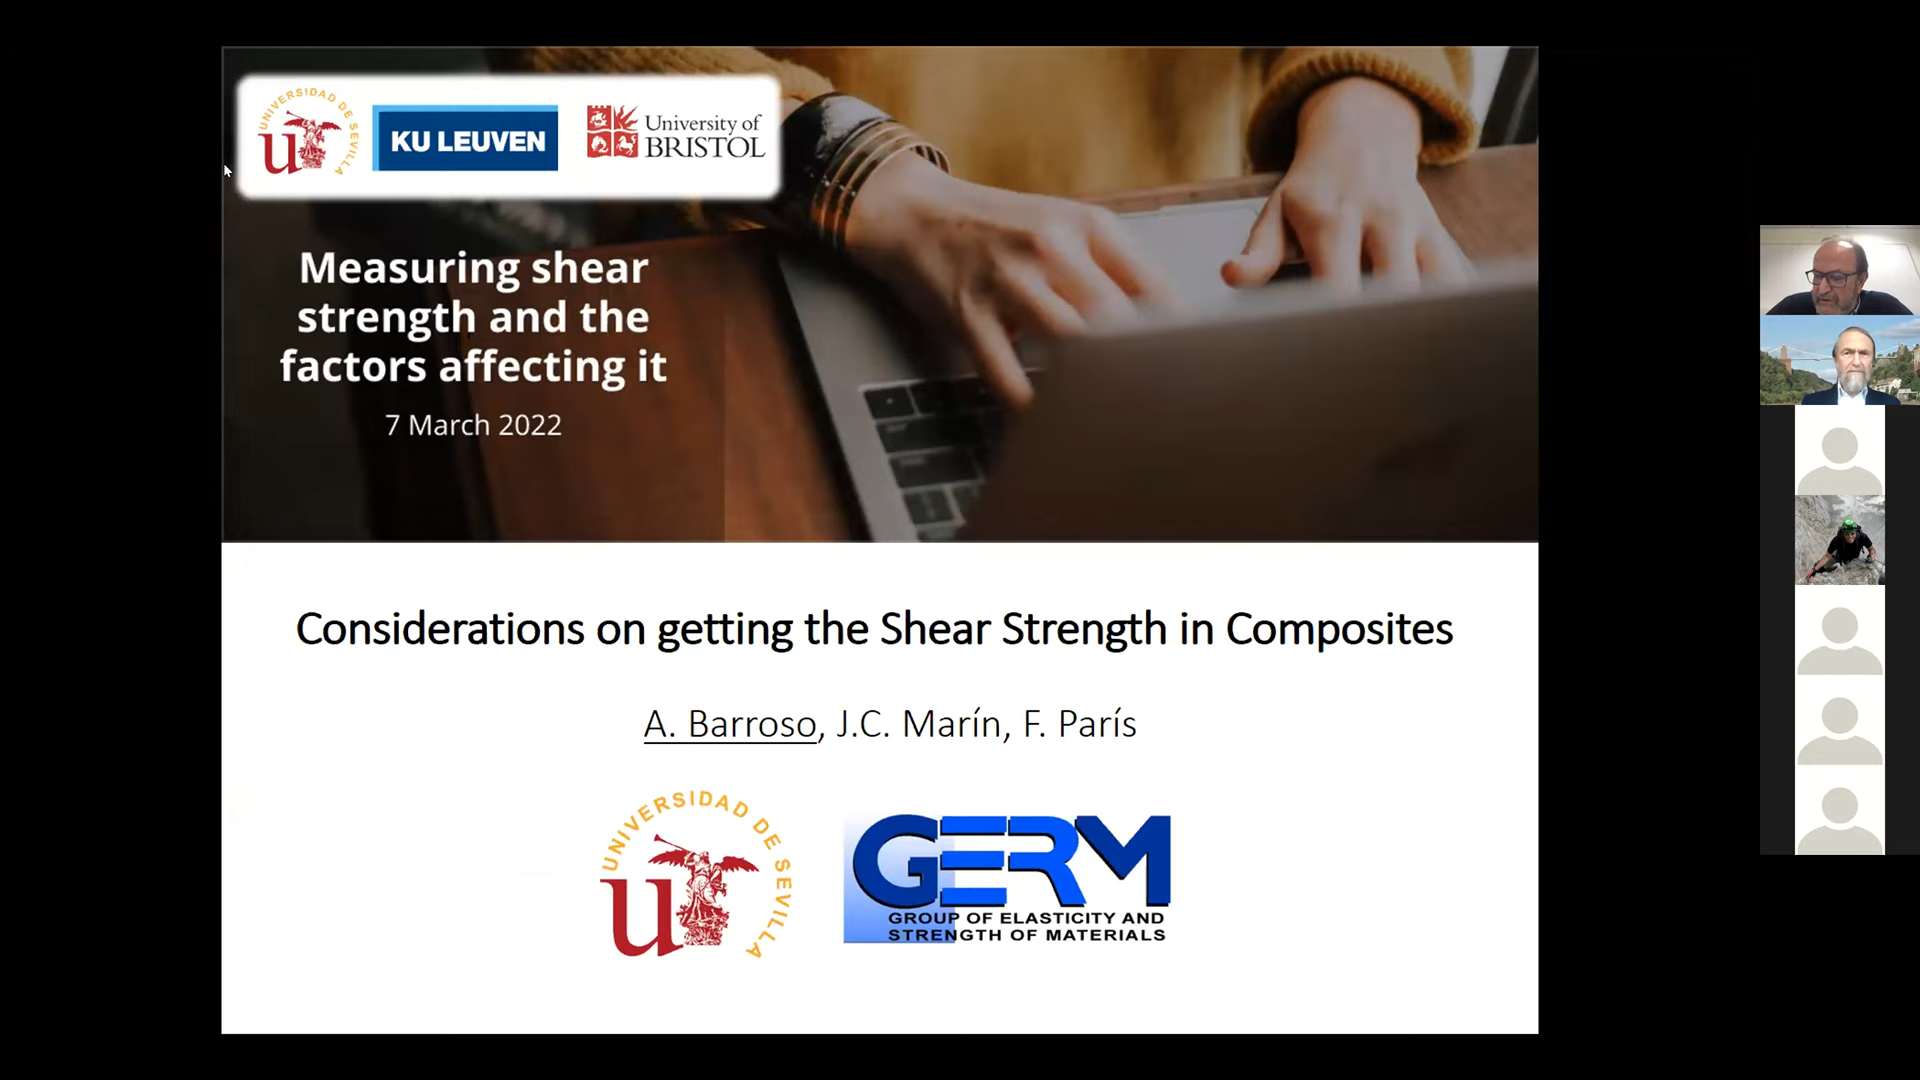 UNIVERSIDAD DE SEVILLA
KU LEUVEN
University of
BRISTOL
Measuring shear
strength and the
factors affecting it
7 March 2022
Considerations on getting the Shear Strength in Composites
A. Barroso, J.C. Marín, F. París
UNIVERSIDAD DE SEVILLA
GERM
GROUP OF ELASTICITY AND
STRENGTH OF MATERIALS